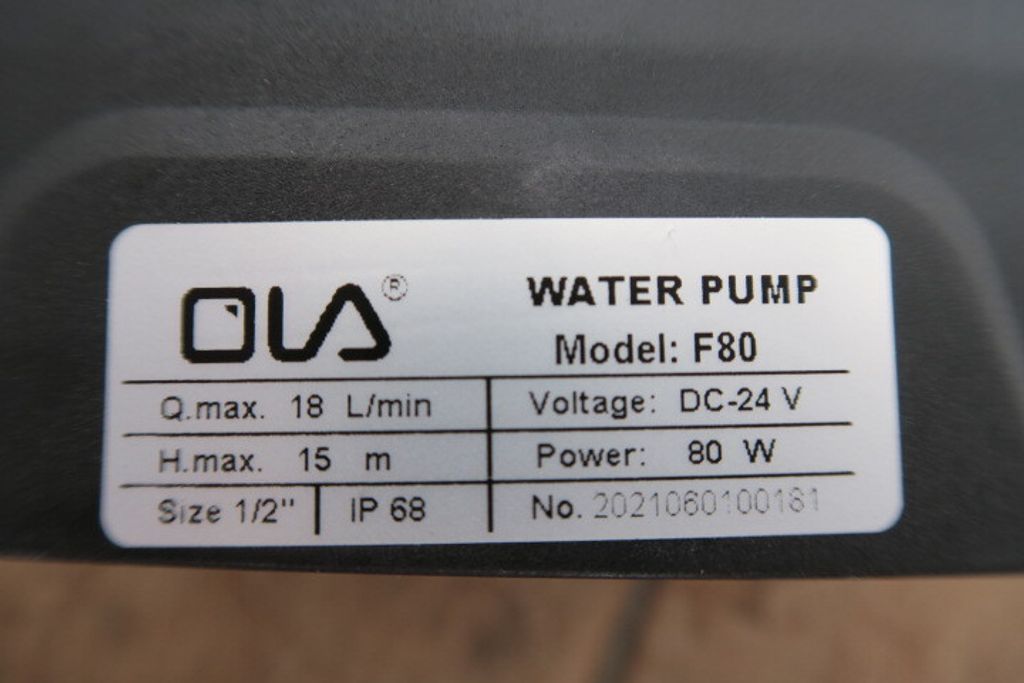 OLA®
WATER PUMP
Model: F80
Q.max. 18 L/min
Voltage: DC-24 V
H.max. 15 m
Power: 80 W
Size 1/2"
IP 68
No. 2021060100181